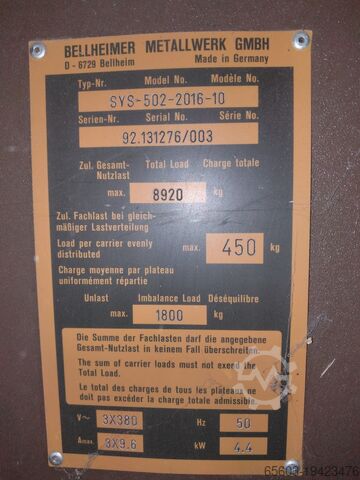 BELLHEIMER METALLWERK GMBH
D - 6729 Bellheim Made in Germany
Typ-Nr. Model No. Modèle No.
SYS-502-2016-10
Serien-Nr. Serial No. Série No.
92.131276/003
Zul. Gesamt-Nutzlast Total Load Charge totale
max. 8920 kg
Zul. Fachlast bei gleich-
mäßiger Lastverteilung
Load per carrier evenly
distributed
max. 450 kg
Charge moyenne par plateau
uniformément répartie
Unlast Imbalance Load Déséquilibre
max. 1800 kg
Die Summe der Fachlasten darf die angegebene
Gesamt-Nutzlast in keinem Fall überschreiten.
The sum of carrier loads must not exerd the
Total Load.
Le total des charges de tous les plateaux ne
doit pas excéder la charge totale admissible.
V~ 3X380 Hz 50
Amax. 3X9.6 kW 4.4
65603-19423476